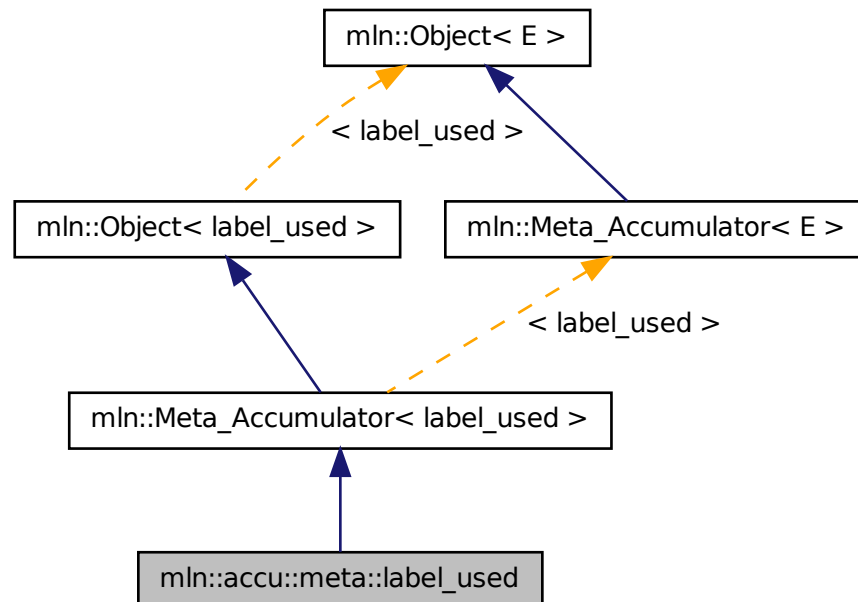 mln::Object< E >
< label_used >
mln::Object< label_used >
mln::Meta_Accumulator< E >
< label_used >
mln::Meta_Accumulator< label_used >
mln::accu::meta::label_used